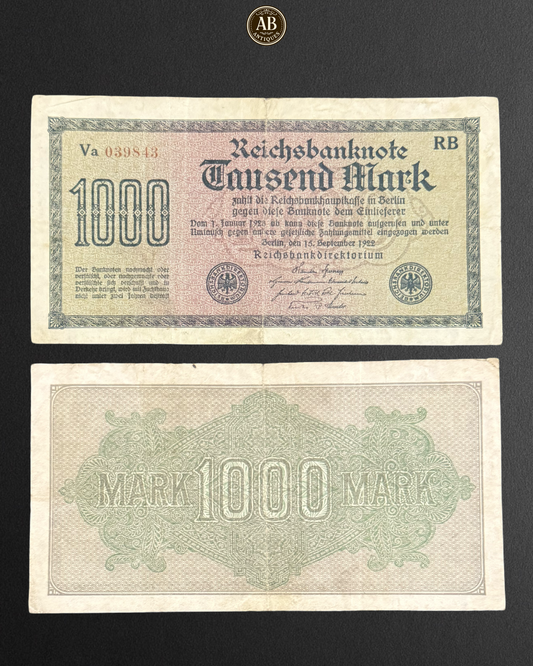 AB
ANTIQUES
Va 039843
RB
Reichsbanknote
Tausend Mark
1000
zahlt die Reichsbankhauptkasse in Berlin
gegen diese Banknote dem Einlieferer
Vom 1. Januar 1923 ab kann diese Banknote aufgerufen und unter
Umtausch gegen andere gesetzliche Zahlungsmittel eingezogen werden
Berlin, den 15. September 1922
Reichsbankdirektorium
Wer Banknoten nachmacht oder
verfälscht, oder nachgemachte oder
verfälschte sich verschafft und in
Verkehr bringt, wird mit Zuchthaus
nicht unter zwei Jahren bestraft
MARK 1000 MARK